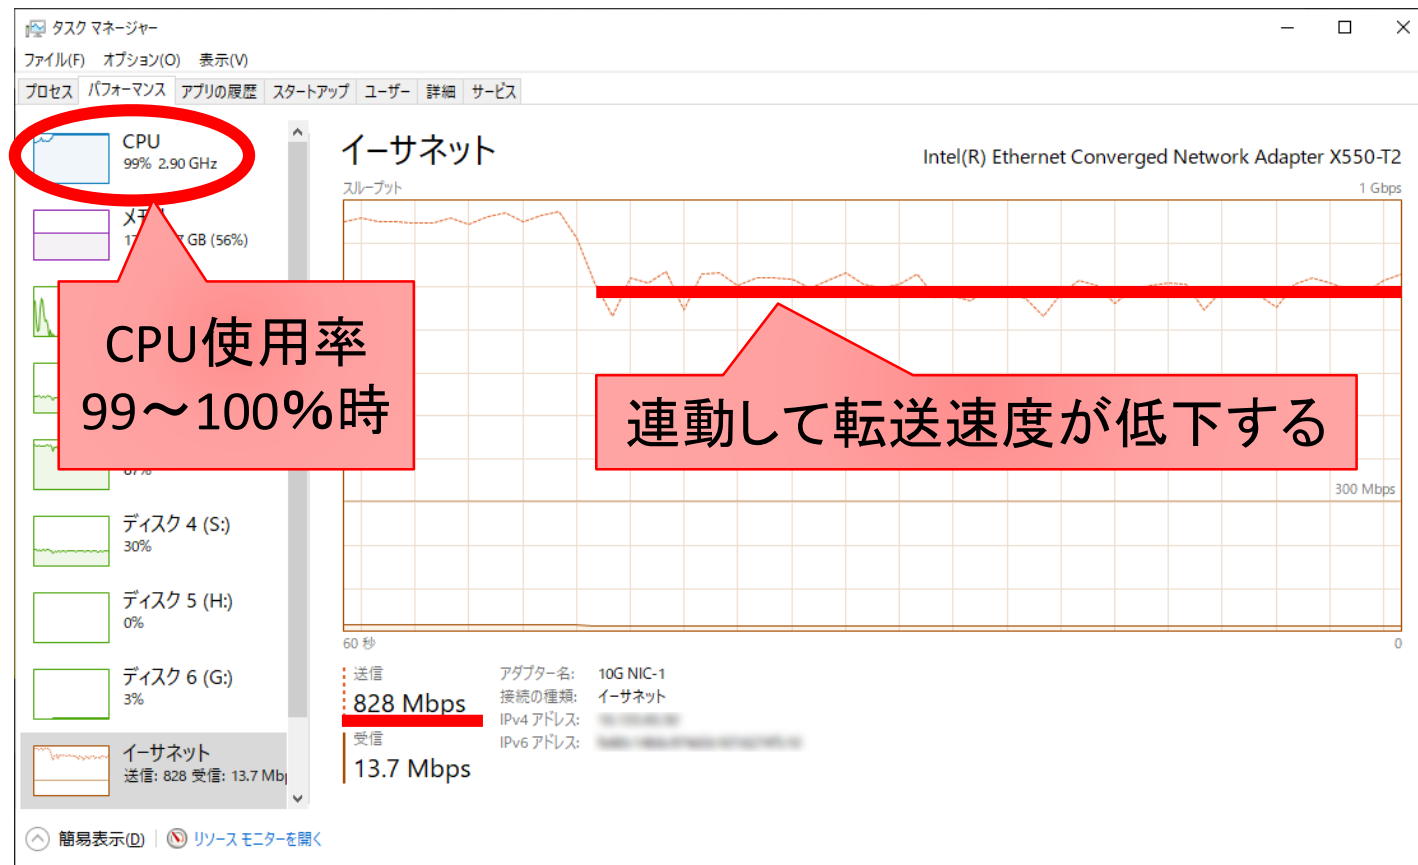 タスク マネージャー
ファイル(F) オプション(O) 表示(V)
プロセス パフォーマンス アプリの履歴 スタートアップ ユーザー 詳細 サービス
CPU
99% 2.90 GHz
GB (56%)
CPU使用率
99～100%時
ディスク 4 (S:)
30%
ディスク 5 (H:)
0%
ディスク 6 (G:)
3%
イーサネット
送信: 828 受信: 13.7 Mb
イーサネット
Intel(R) Ethernet Converged Network Adapter X550-T2
スループット
1 Gbps
連動して転送速度が低下する
300 Mbps
60 秒
0
送信
828 Mbps
受信
13.7 Mbps
アダプター名: 10G NIC-1
接続の種類: イーサネット
IPv4 アドレス:
IPv6 アドレス:
簡易表示(D)
リソース モニターを開く